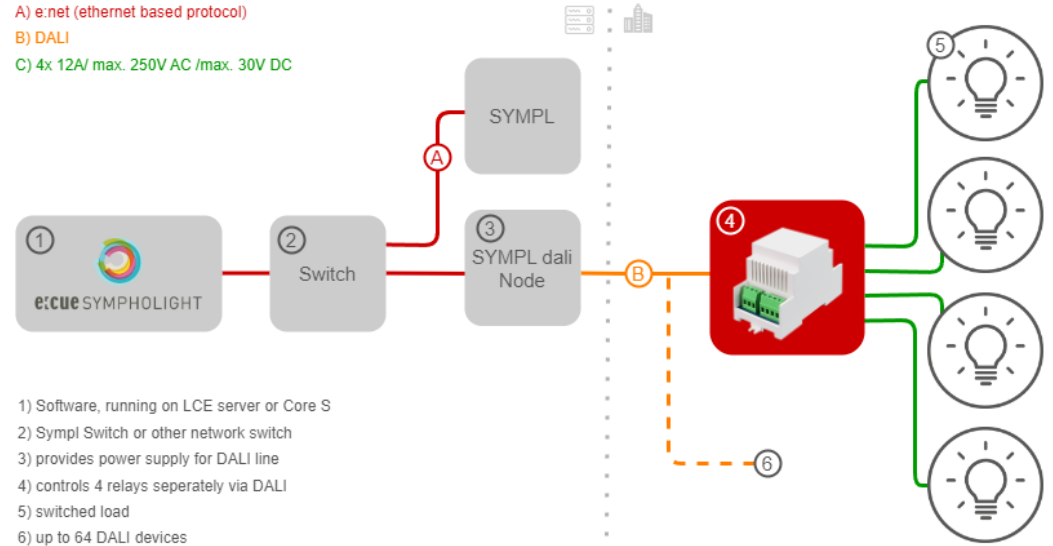 A) e:net (ethernet based protocol)
B) DALI
C) 4x 12A/ max. 250V AC /max. 30V DC
5
SYMPL
A
1
2
3
4
SYMPL dali
Node
Switch
B
e:cue SYMPHOLIGHT
1) Software, running on LCE server or Core S
2) Sympl Switch or other network switch
3) provides power supply for DALI line
6
4) controls 4 relays seperately via DALI
5) switched load
6) up to 64 DALI devices